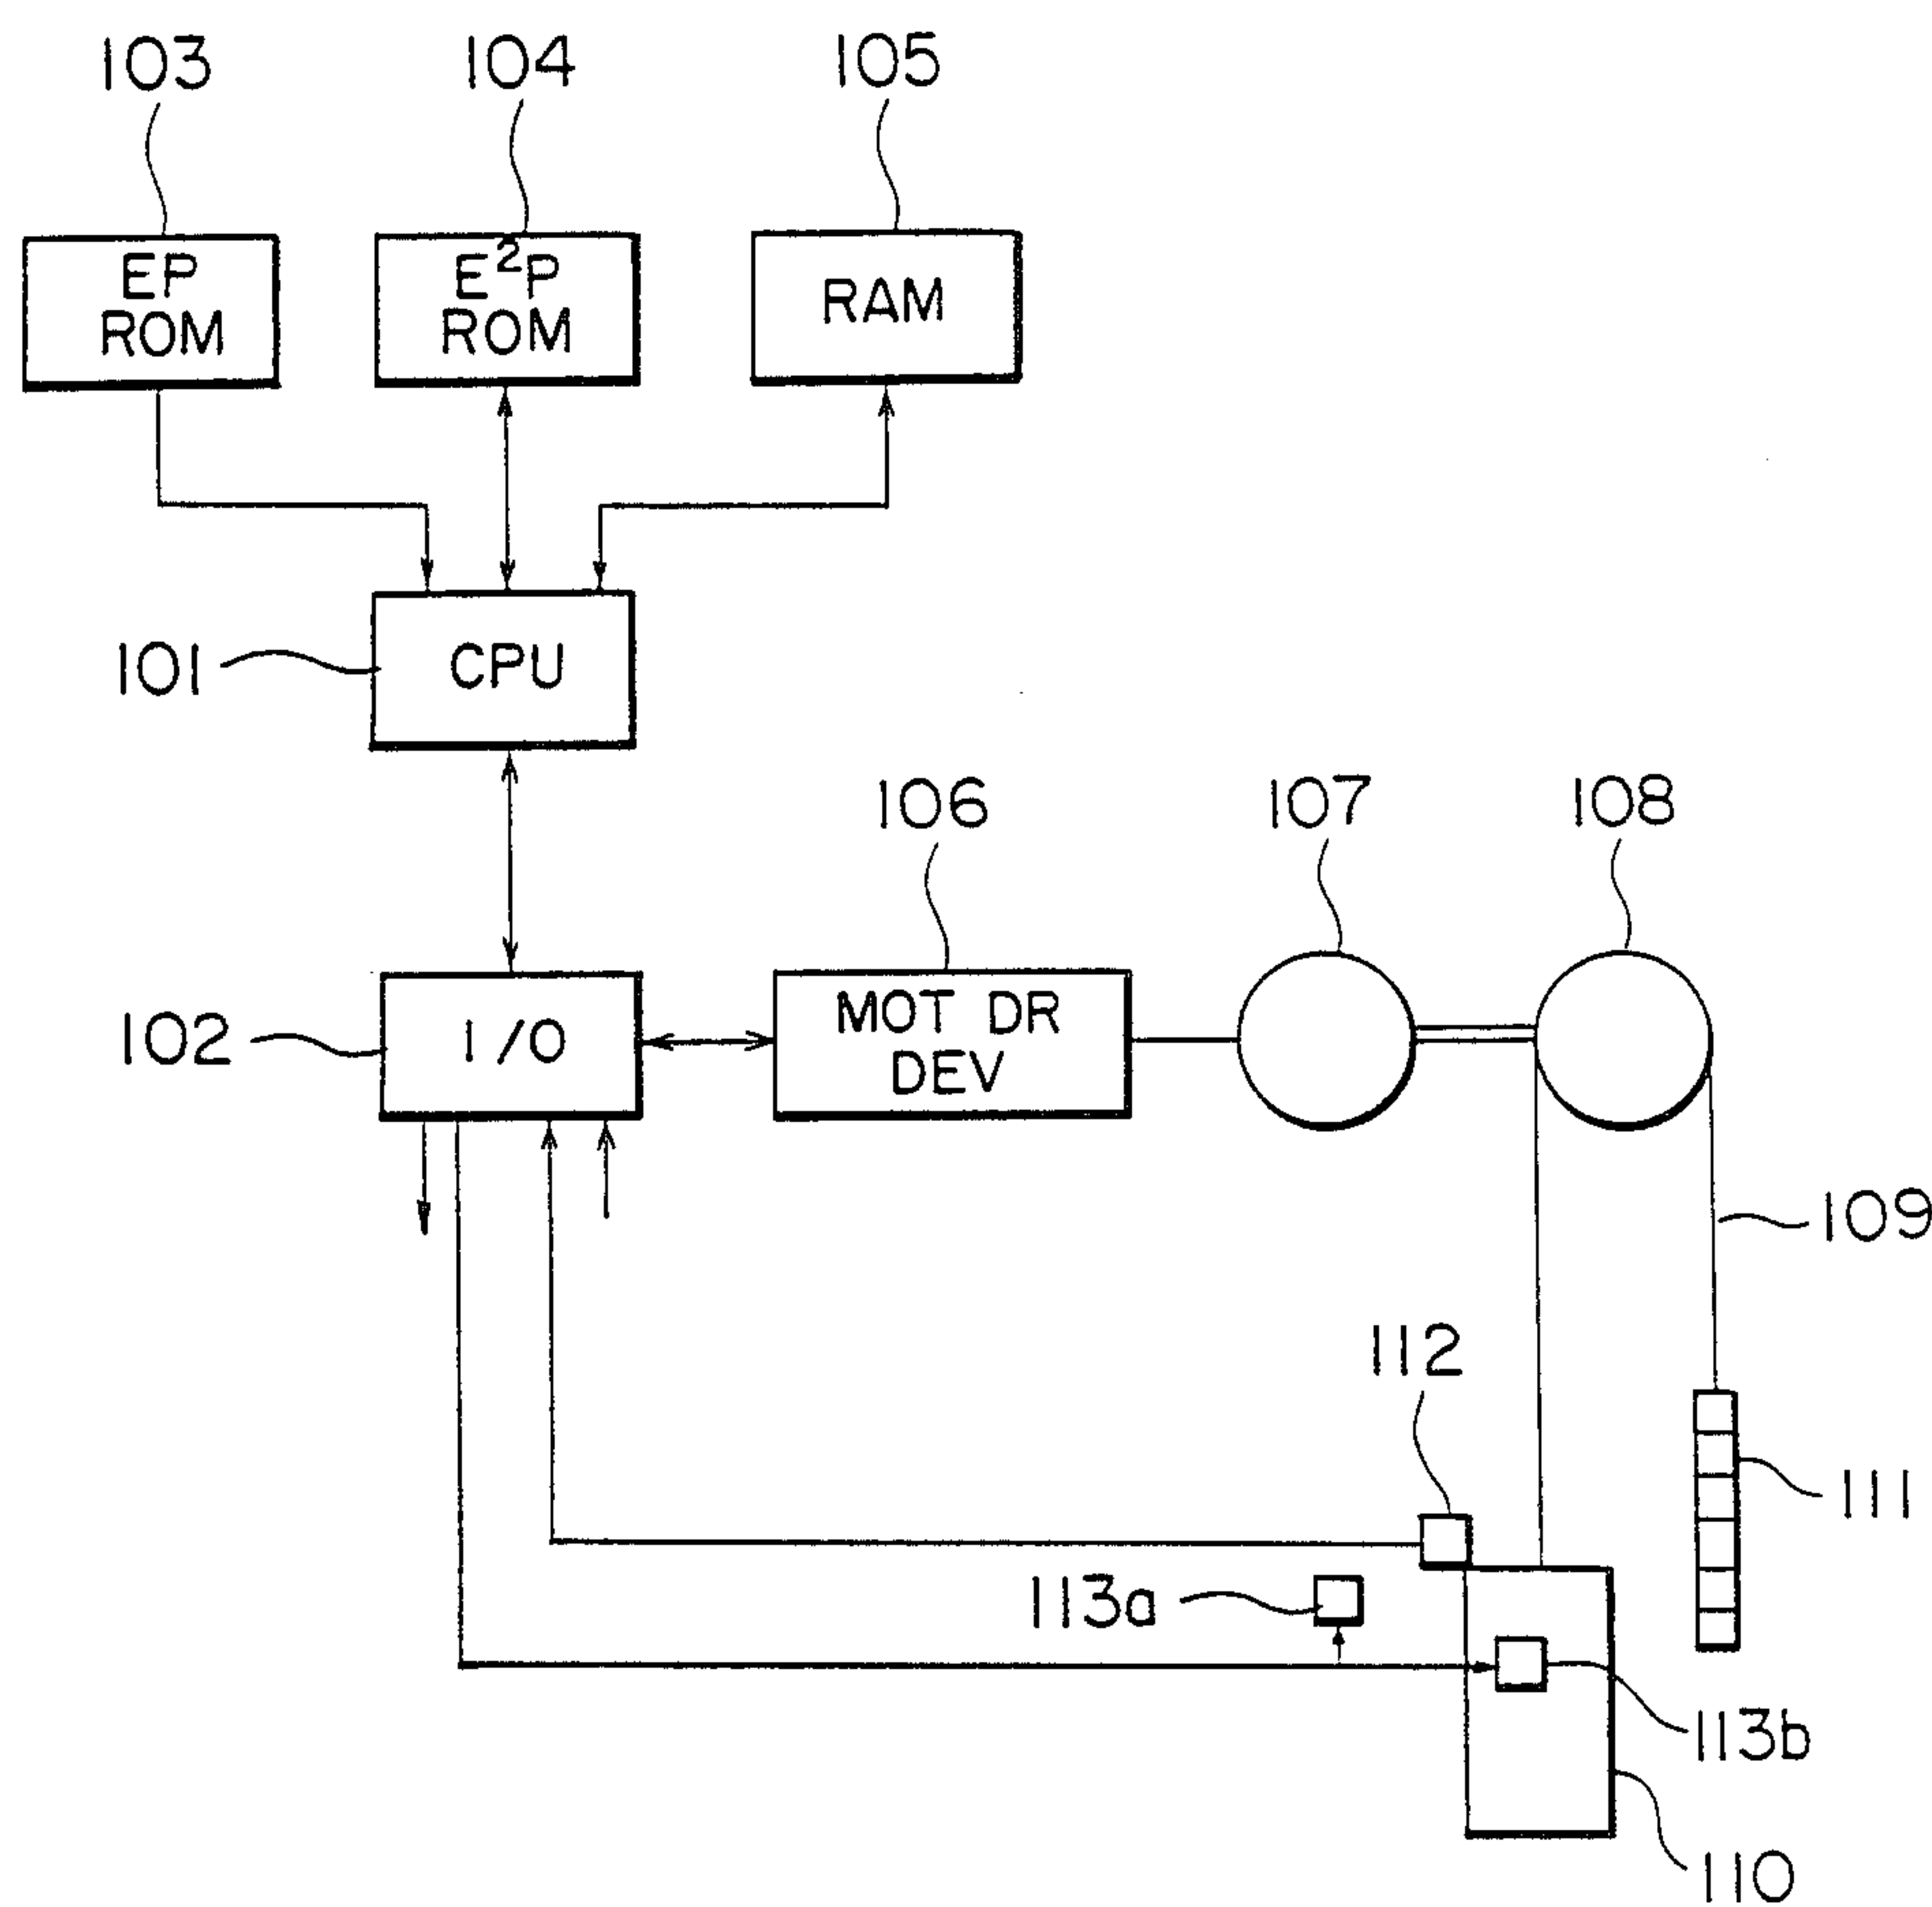 103
104
105
EP
ROM
E²P
ROM
RAM
101
CPU
106
107
108
102
I/O
MOT DR
DEV
109
112
111
113a
113b
110